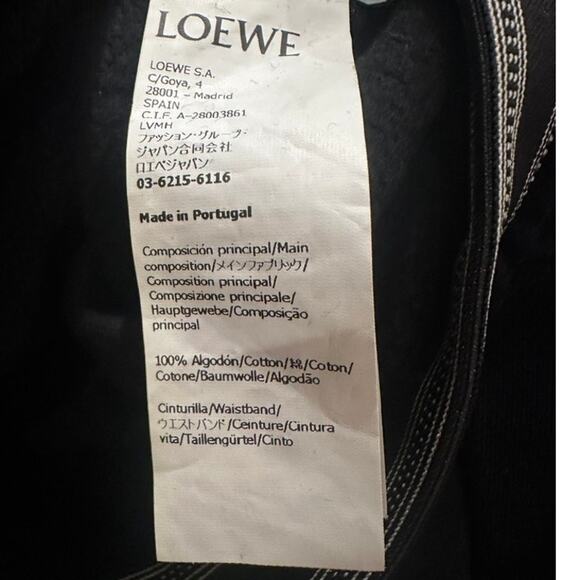 LOEWE
LOEWE S.A.
C/Goya, 4
28001 – Madrid
SPAIN
C.I.F. A-28003861
LVMH
ファッション・グループ・
ジャパン合同会社
ロエベジャパン
03-6215-6116
Made in Portugal
Composición principal/Main
composition/メインファブリック/
Composition principal/
Composizione principale/
Hauptgewebe/Composição
principal
100% Algodón/Cotton/綿/Coton/
Cotone/Baumwolle/Algodão
Cinturilla/Waistband/
ウエストバンド/Ceinture/Cintura
vita/Taillengürtel/Cinto